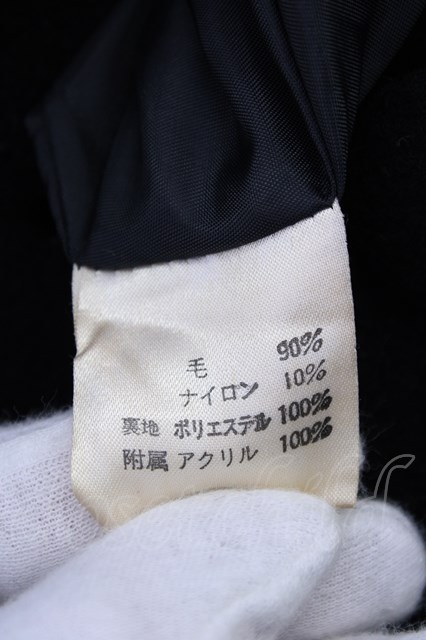 毛 90%
ナイロン 10%
裏地 ポリエステル 100%
附属 アクリル 100%